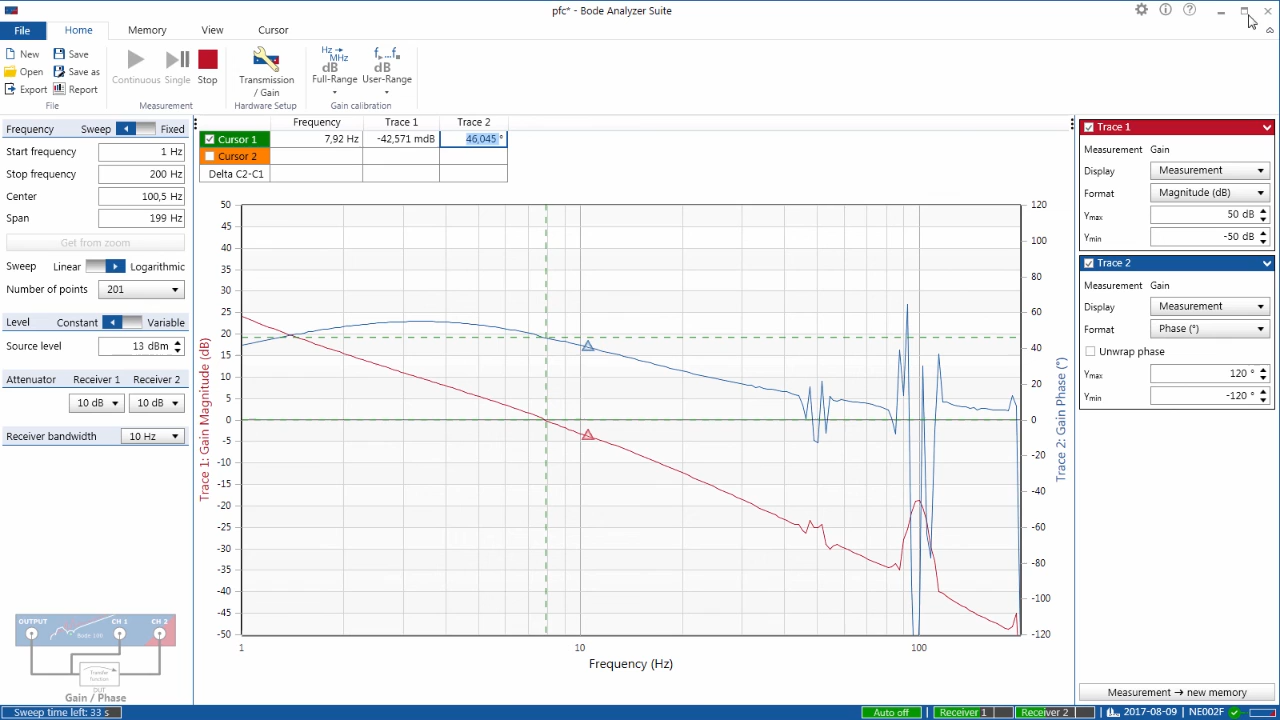 pfc* - Bode Analyzer Suite
File Home Memory View Cursor
New Save
Open Save as
Export Report
Continuous Single Stop
Transmission / Gain
Hz → MHz dB Full-Range
f...f dB User-Range
File Measurement Hardware Setup Gain calibration
Frequency Sweep Fixed
Start frequency 1 Hz
Stop frequency 200 Hz
Center 100,5 Hz
Span 199 Hz
Get from zoom
Sweep Linear Logarithmic
Number of points 201
Level Constant Variable
Source level 13 dBm
Attenuator Receiver 1 Receiver 2
10 dB 10 dB
Receiver bandwidth 10 Hz
OUTPUT CH 1 CH 2
Bode 100
Transfer function
DUT
Gain / Phase
Frequency Trace 1 Trace 2
Cursor 1 7,92 Hz -42,571 mdB 46,045 °
Cursor 2
Delta C2-C1
Trace 1: Gain Magnitude (dB)
50
45
40
35
30
25
20
15
10
5
0
-5
-10
-15
-20
-25
-30
-35
-40
-45
-50
120
100
80
60
40
20
0
-20
-40
-60
-80
-100
-120
Trace 2: Gain Phase (°)
1 10 100
Frequency (Hz)
Trace 1
Measurement Gain
Display Measurement
Format Magnitude (dB)
Ymax 50 dB
Ymin -50 dB
Trace 2
Measurement Gain
Display Measurement
Format Phase (°)
Unwrap phase
Ymax 120 °
Ymin -120 °
Measurement → new memory
Sweep time left: 33 s
Auto off | Receiver 1 Receiver 2 | 2017-08-09 | NE002F